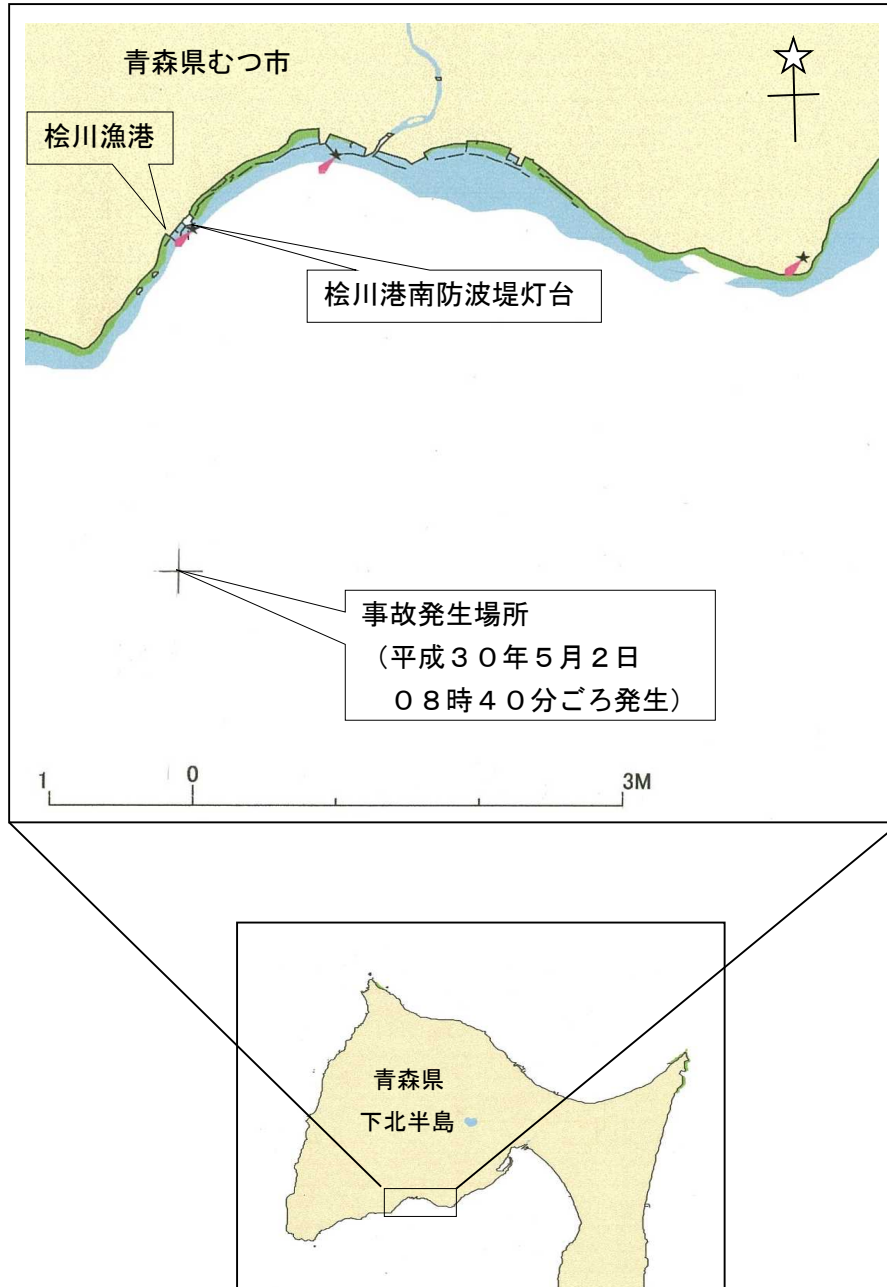 青森県むつ市
桧川漁港
桧川港南防波堤灯台
事故発生場所
(平成30年5月2日
08時40分ごろ発生)
1 0 3M
青森県
下北半島